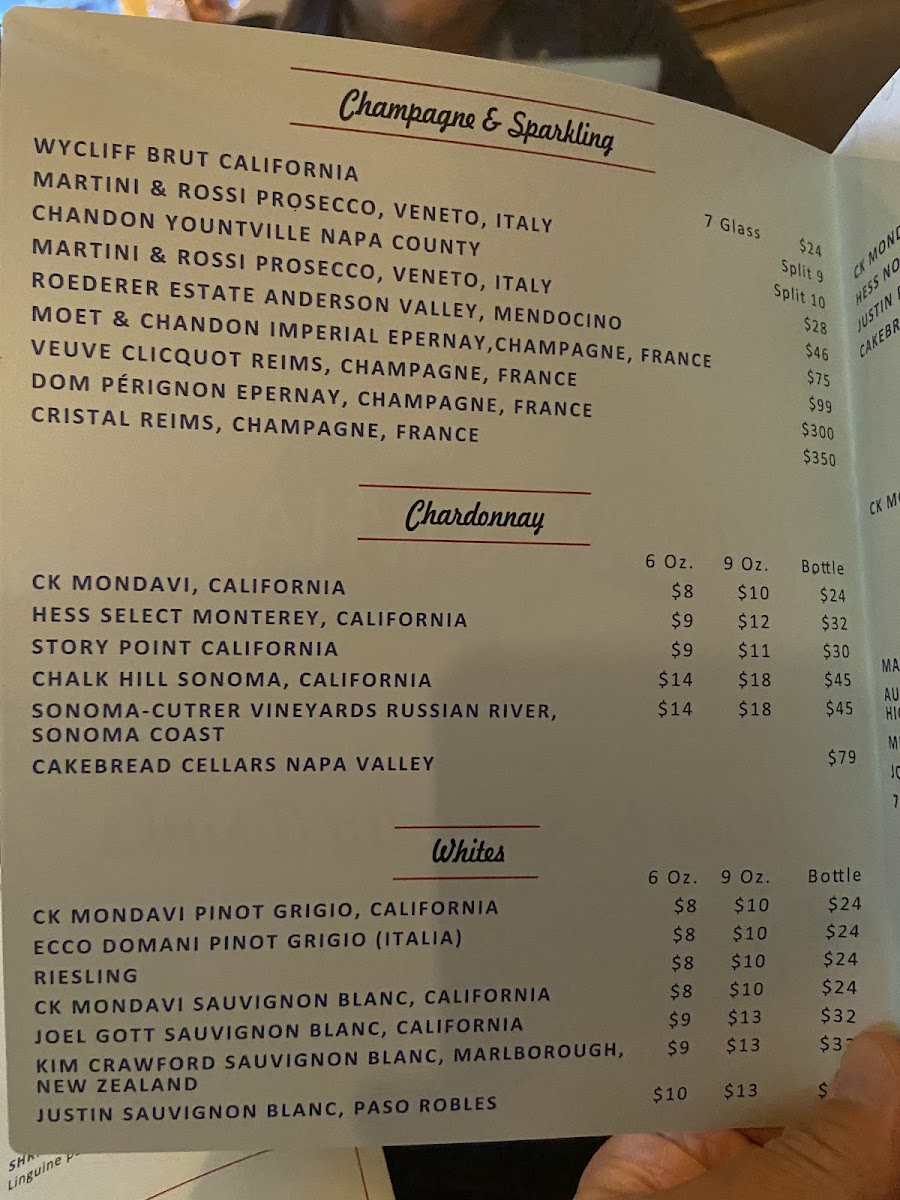 Champagne & Sparkling
WYCLIFF BRUT CALIFORNIA 7 Glass $24
MARTINI & ROSSI PROSECCO, VENETO, ITALY Split 9
CHANDON YOUNTVILLE NAPA COUNTY Split 10
MARTINI & ROSSI PROSECCO, VENETO, ITALY $28
ROEDERER ESTATE ANDERSON VALLEY, MENDOCINO $46
MOET & CHANDON IMPERIAL EPERNAY,CHAMPAGNE, FRANCE $75
VEUVE CLICQUOT REIMS, CHAMPAGNE, FRANCE $99
DOM PÉRIGNON EPERNAY, CHAMPAGNE, FRANCE $300
CRISTAL REIMS, CHAMPAGNE, FRANCE $350
Chardonnay
6 Oz. 9 Oz. Bottle
CK MONDAVI, CALIFORNIA $8 $10 $24
HESS SELECT MONTEREY, CALIFORNIA $9 $12 $32
STORY POINT CALIFORNIA $9 $11 $30
CHALK HILL SONOMA, CALIFORNIA $14 $18 $45
SONOMA-CUTRER VINEYARDS RUSSIAN RIVER, $14 $18 $45
SONOMA COAST
CAKEBREAD CELLARS NAPA VALLEY $79
Whites
6 Oz. 9 Oz. Bottle
CK MONDAVI PINOT GRIGIO, CALIFORNIA $8 $10 $24
ECCO DOMANI PINOT GRIGIO (ITALIA) $8 $10 $24
RIESLING $8 $10 $24
CK MONDAVI SAUVIGNON BLANC, CALIFORNIA $8 $10 $24
JOEL GOTT SAUVIGNON BLANC, CALIFORNIA $9 $13 $32
KIM CRAWFORD SAUVIGNON BLANC, MARLBOROUGH, $9 $13
NEW ZEALAND
JUSTIN SAUVIGNON BLANC, PASO ROBLES $10 $13
CK
HESS
JUSTIN
CK
Linguine